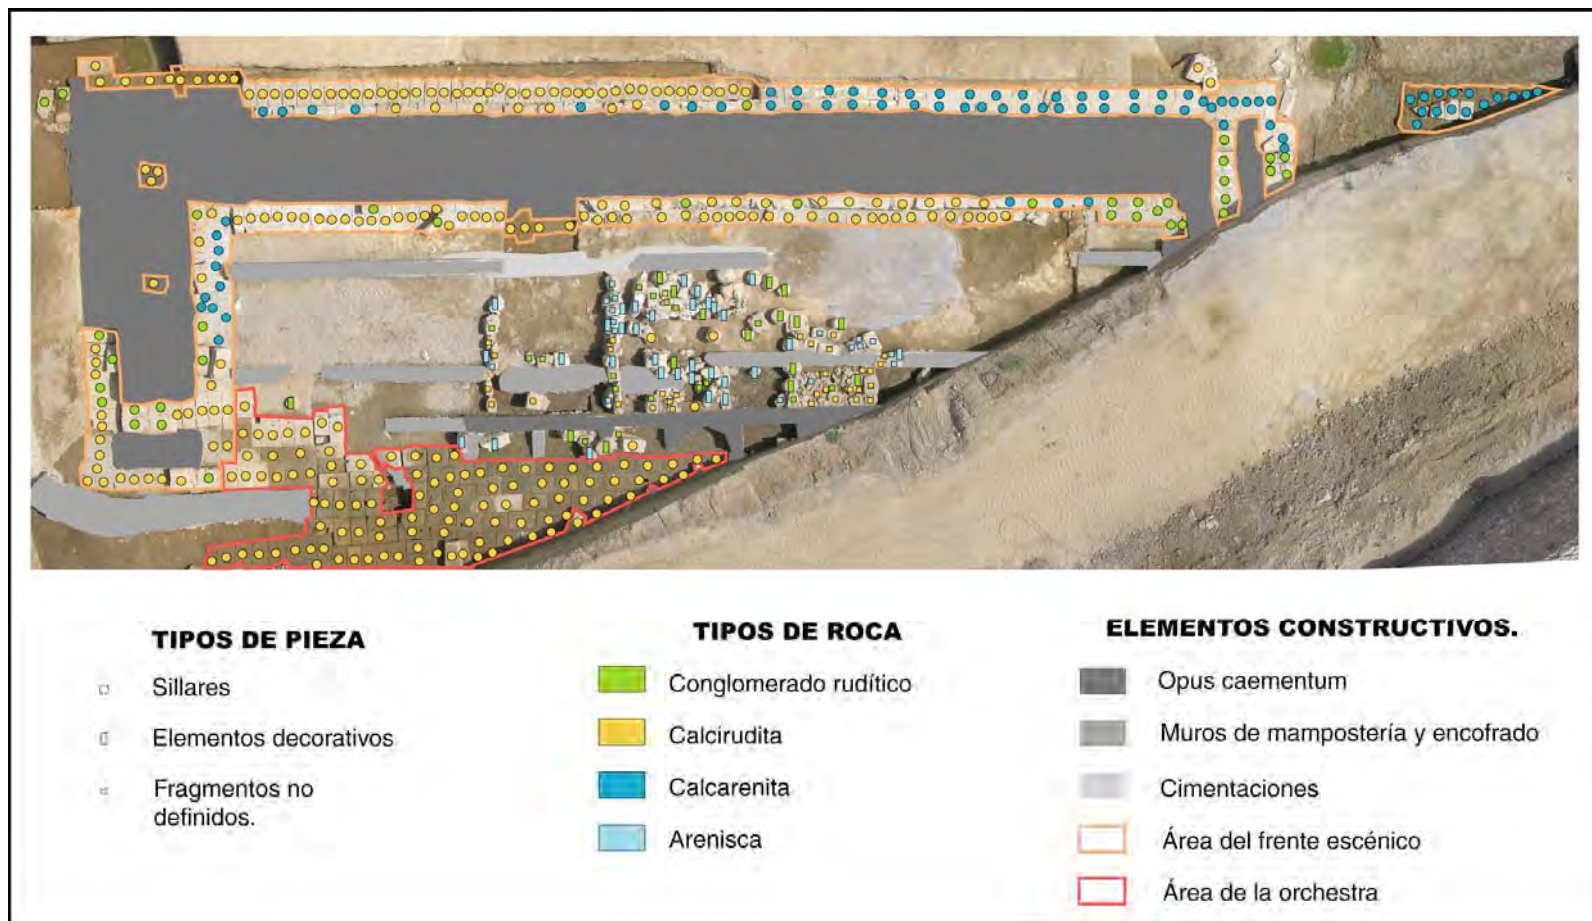 TIPOS DE PIEZA
Sillares
Elementos decorativos
Fragmentos no
definidos.
TIPOS DE ROCA
Conglomerado rudítico
Calcirudita
Calcarenita
Arenisca
ELEMENTOS CONSTRUCTIVOS.
Opus caementum
Muros de mampostería y encofrado
Cimentaciones
Área del frente escénico
Área de la orchestra